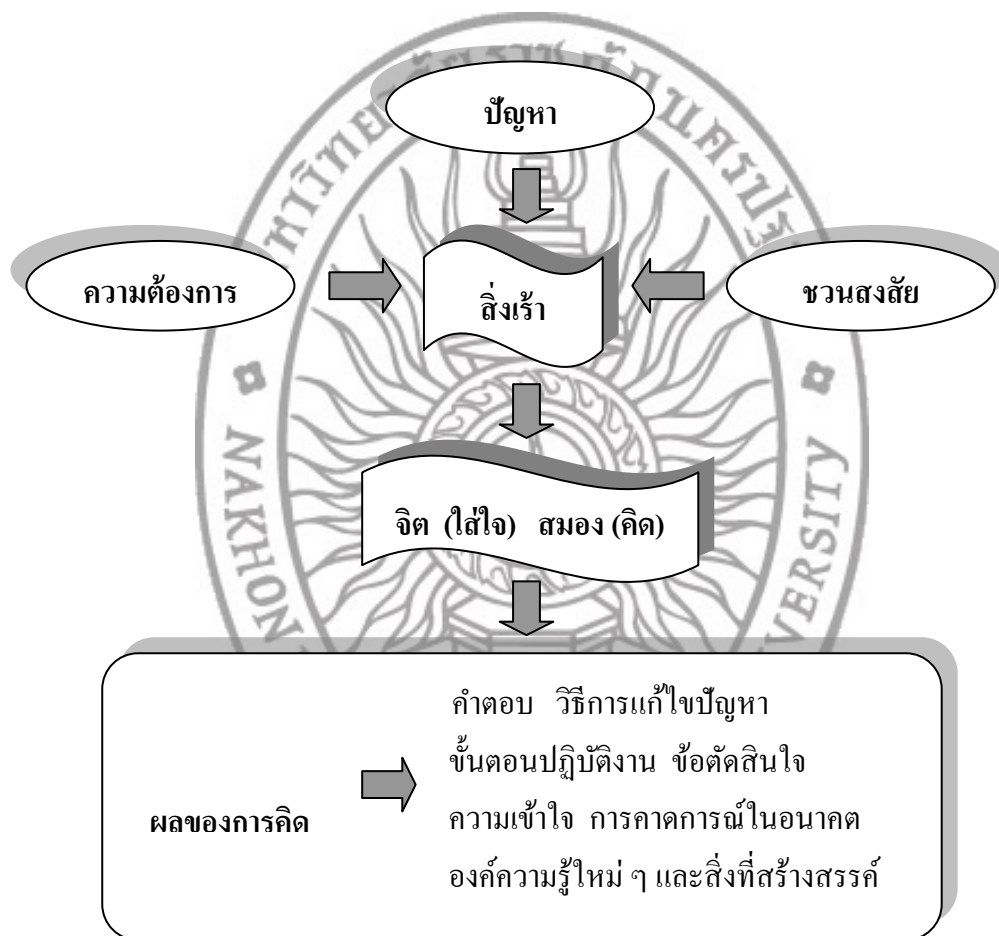 ปัญหา
ความต้องการ
สิ่งเร้า
ชวนสงสัย
จิต (ใส่ใจ) สมอง (คิด)
ผลของการคิด
คำตอบ วิธีการแก้ไขปัญหา
ขั้นตอนปฏิบัติงาน ข้อตัดสินใจ
ความเข้าใจ การคาดการณ์ในอนาคต
องค์ความรู้ใหม่ ๆ และสิ่งที่สร้างสรรค์
NAKHON